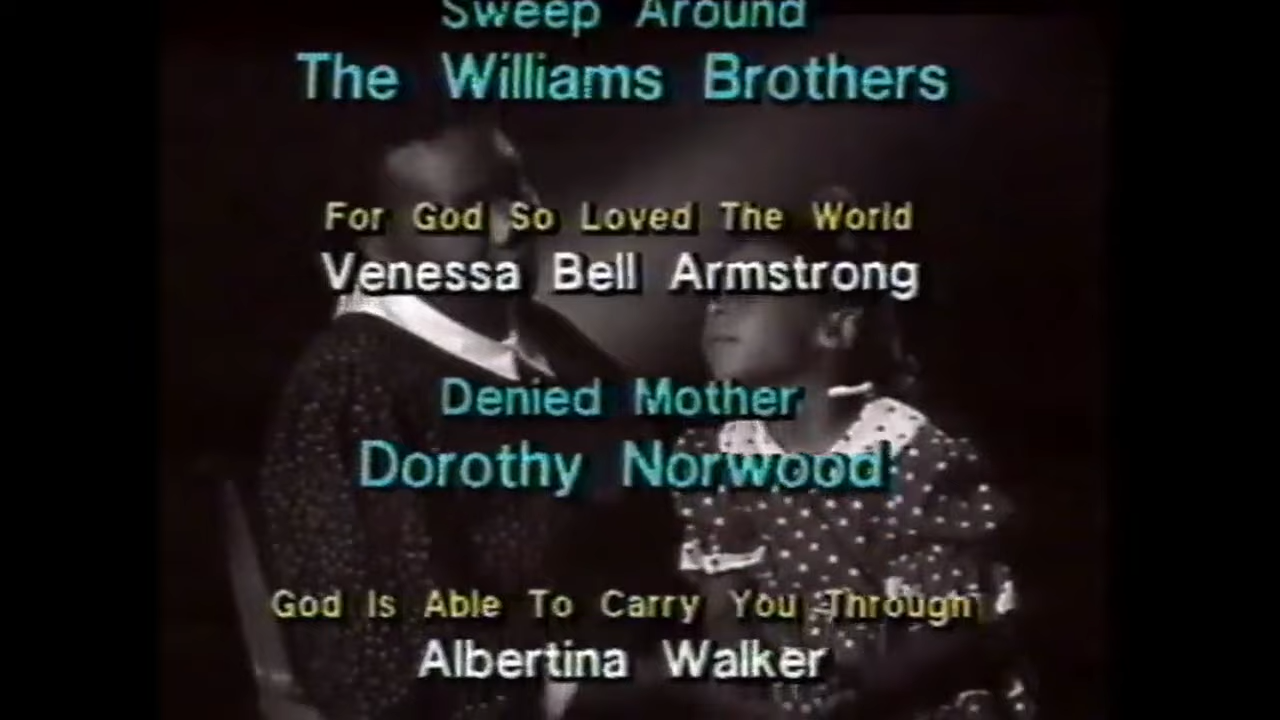 Sweep Around
The Williams Brothers
For God So Loved The World
Venessa Bell Armstrong
Denied Mother
Dorothy Norwood
God Is Able To Carry You Through
Albertina Walker